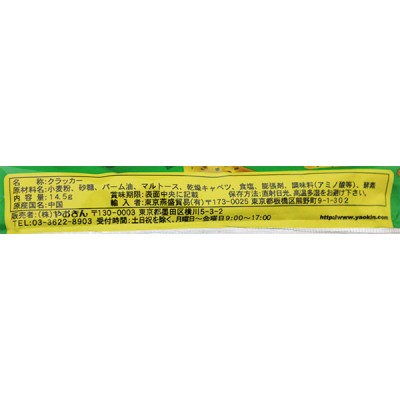 名 称:クラッカー
原材料名:小麦粉、砂糖、パーム油、マルトース、乾燥キャベツ、食塩、膨張剤、調味料(アミノ酸等)、酵素
内 容 量:14.5g 賞味期限:表面中央に記載 保存方法:直射日光、高温多湿をお避け下さい。
原産国名:中国 輸 入 者:東京燕盛貿易(有)〒173-0025 東京都板橋区熊野町9-1-302
販売者:(株)やおきん 〒130-0003 東京都墨田区横川5-3-2 http://www.yaokin.com
TEL:03-3622-8903 受付時間:土日祝を除く、月曜日〜金曜日9:00〜17:00